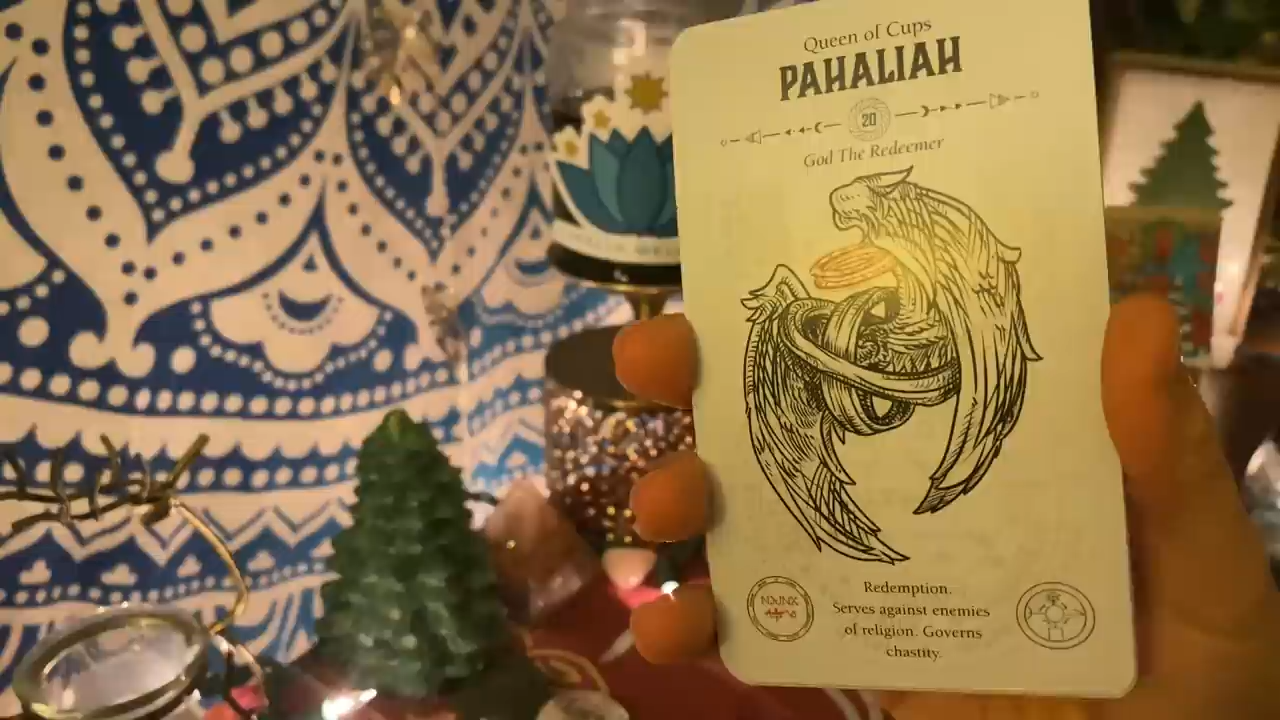 Queen of Cups
PAHALIAH
20
God The Redeemer
Redemption.
Serves against enemies
of religion. Governs
chastity.